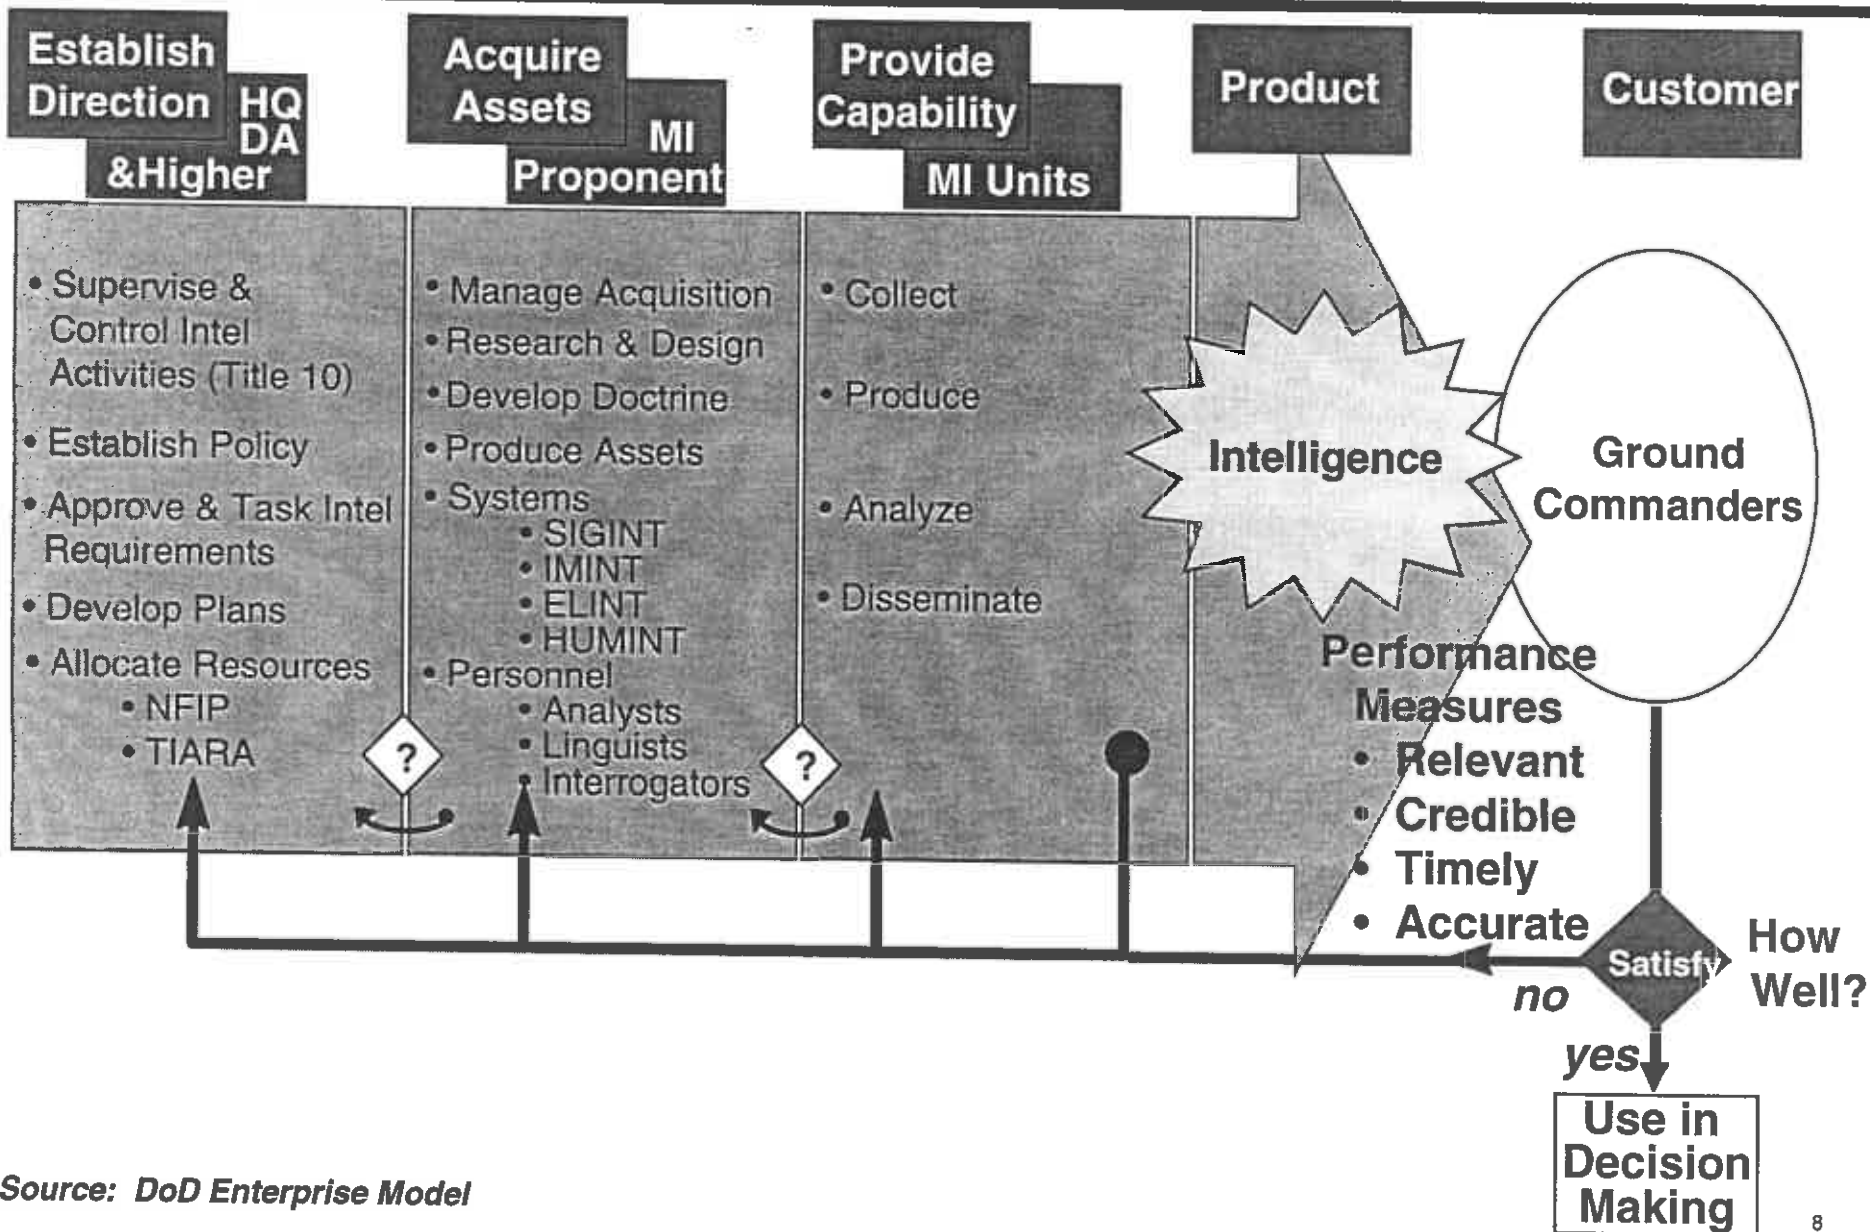 Establish
Direction
HQ
DA
&Higher
Acquire
Assets
MI
Proponent
Provide
Capability
MI Units
Product
Customer
• Supervise &
Control Intel
Activities (Title 10)
• Establish Policy
• Approve & Task Intel
Requirements
• Develop Plans
• Allocate Resources
• NFIP
• TIARA
?
• Manage Acquisition
• Research & Design
• Develop Doctrine
• Produce Assets
• Systems
• SIGINT
• IMINT
• ELINT
• HUMINT
• Personnel
• Analysts
• Linguists
• Interrogators
?
• Collect
• Produce
• Analyze
• Disseminate
Intelligence
Ground
Commanders
Performance
Measures
• Relevant
• Credible
• Timely
• Accurate
Satisfy
How
Well?
no
yes
Use in
Decision
Making
Source: DoD Enterprise Model
8